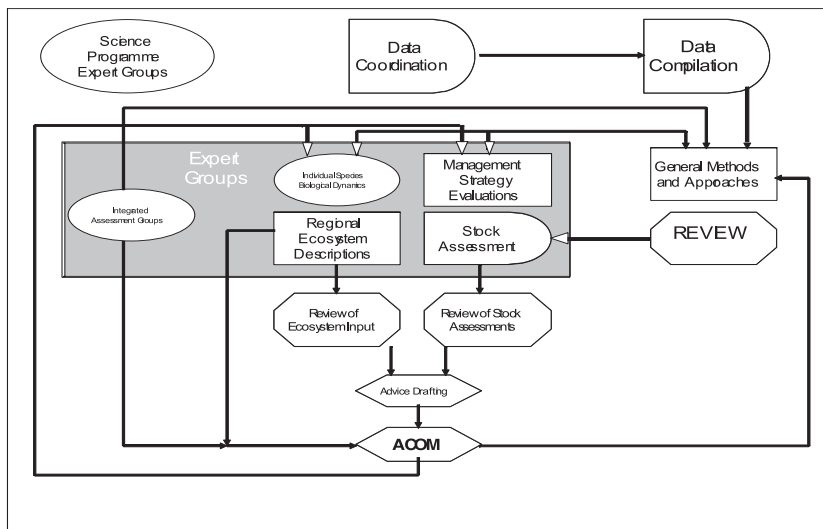 Science
Programme
Expert Groups
Data
Coordination
Data
Compilation
Expert
Groups
Individual Species
Biological Dynamics
Management
Strategy
Evaluations
General Methods
and Approaches
Integrated
Assessment Groups
Regional
Ecosystem
Descriptions
Stock
Assessment
REVIEW
Review of
Ecosystem Input
Review of Stock
Assessments
Advice Drafting
ACOM